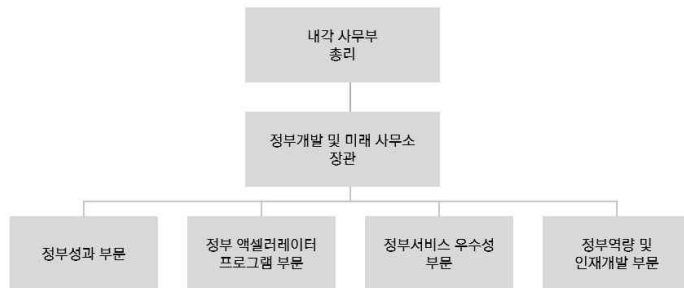 내각 사무부
총리
정부개발 및 미래 사무소
장관
정부성과 부문
정부 액셀러레이터
프로그램 부문
정부서비스 우수성
부문
정부역량 및
인재개발 부문